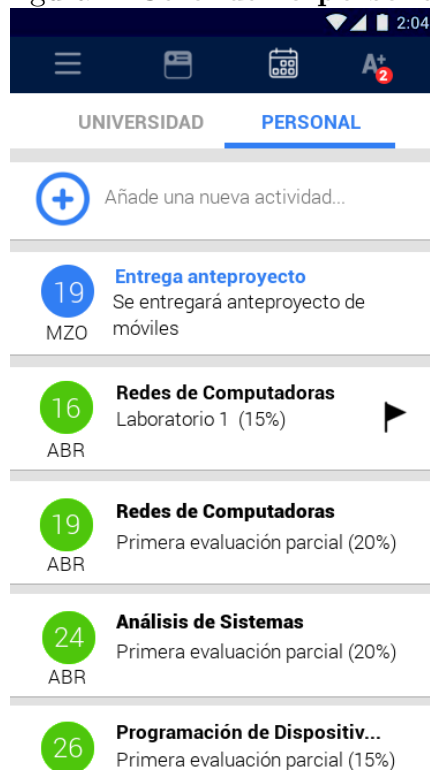 2:04
A+
2
UNIVERSIDAD PERSONAL
Añade una nueva actividad...
19
MZO
Entrega anteproyecto
Se entregará anteproyecto de
móviles
16
ABR
Redes de Computadoras
Laboratorio 1 (15%)
19
ABR
Redes de Computadoras
Primera evaluación parcial (20%)
24
ABR
Análisis de Sistemas
Primera evaluación parcial (20%)
26
Programación de Dispositiv...
Primera evaluación parcial (15%)